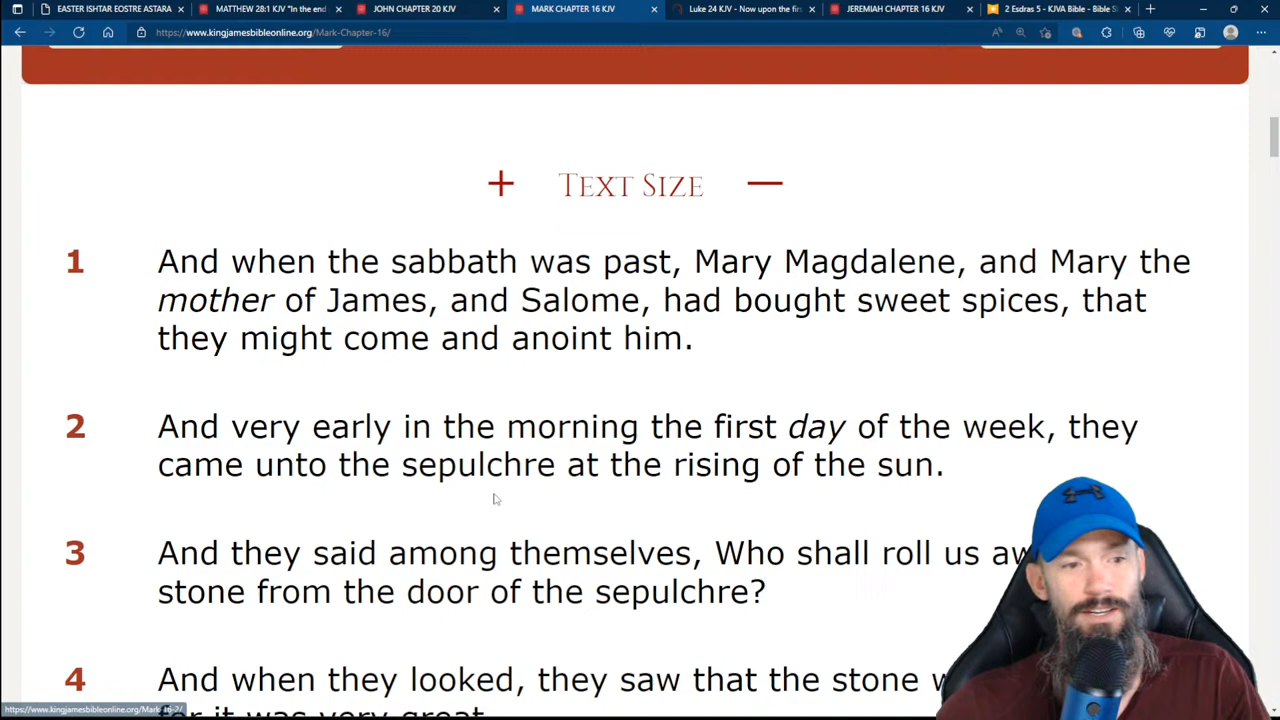 EASTER ISHTAR EOSTRE ASTARA
MATTHEW 28:1 KJV "In the end
JOHN CHAPTER 20 KJV
MARK CHAPTER 16 KJV
Luke 24 KJV - Now upon the fir
JEREMIAH CHAPTER 16 KJV
2 Esdras 5 - KJVA Bible - Bible S
https://www.kingjamesbibleonline.org/Mark-Chapter-16/
+ TEXT SIZE —
1 And when the sabbath was past, Mary Magdalene, and Mary the
mother of James, and Salome, had bought sweet spices, that
they might come and anoint him.
2 And very early in the morning the first day of the week, they
came unto the sepulchre at the rising of the sun.
3 And they said among themselves, Who shall roll us aw
stone from the door of the sepulchre?
4 And when they looked, they saw that the stone w
for it was very great.
https://www.kingjamesbibleonline.org/Mark-16-2/